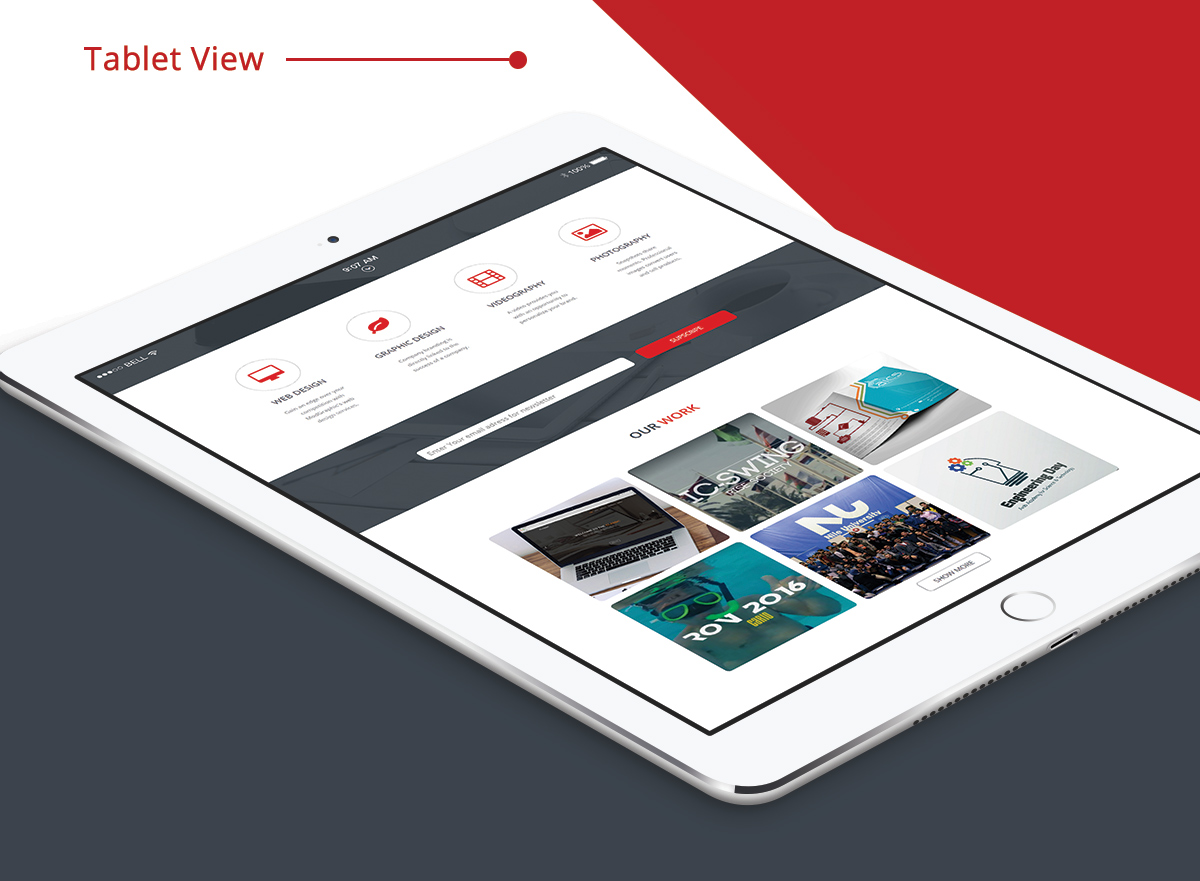 Tablet View
●●●○○ BELL
9:07 AM
100%
WEB DESIGN
Gain an edge over your
competition with
design services.
GRAPHIC DESIGN
Company branding is
directly linked to the
success of a company.
VIDEOGRAPHY
A video provides you
with an opportunity to
personalize your brand.
PHOTOGRAPHY
Snapshots share
moments. Professional
images convert users
and sell products.
Enter Your email adress for newsletter
OUR WORK
IC SWING
ROV 2016
NU
Nile University
Engineering Day
SHOW MORE